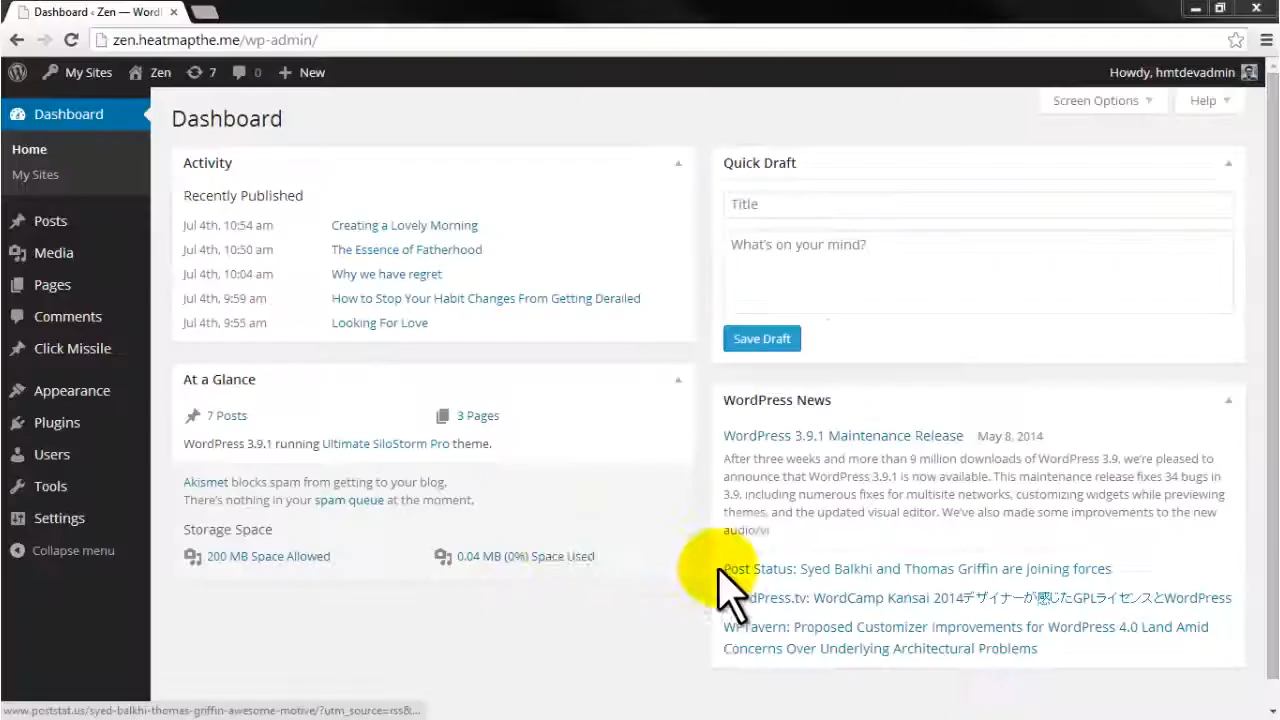 Dashboard ‹ Zen — Word
zen.heatmapthe.me/wp-admin/
My Sites Zen 7 0 New Howdy, hmtdevadmin
Dashboard
Home
My Sites
Posts
Media
Pages
Comments
Click Missile
Appearance
Plugins
Users
Tools
Settings
Collapse menu
Screen Options Help
Dashboard
Activity
Recently Published
Jul 4th, 10:54 am Creating a Lovely Morning
Jul 4th, 10:50 am The Essence of Fatherhood
Jul 4th, 10:04 am Why we have regret
Jul 4th, 9:59 am How to Stop Your Habit Changes From Getting Derailed
Jul 4th, 9:55 am Looking For Love
At a Glance
7 Posts 3 Pages
WordPress 3.9.1 running Ultimate SiloStorm Pro theme.
Akismet blocks spam from getting to your blog.
There's nothing in your spam queue at the moment.
Storage Space
200 MB Space Allowed 0.04 MB (0%) Space Used
Quick Draft
Title
What's on your mind?
Save Draft
WordPress News
WordPress 3.9.1 Maintenance Release May 8, 2014
After three weeks and more than 9 million downloads of WordPress 3.9, we're pleased to
announce that WordPress 3.9.1 is now available. This maintenance release fixes 34 bugs in
3.9, including numerous fixes for multisite networks, customizing widgets while previewing
themes, and the updated visual editor. We've also made some improvements to the new
audio/vi
Post Status: Syed Balkhi and Thomas Griffin are joining forces
WordPress.tv: WordCamp Kansai 2014デザイナーが感じたGPLライセンスとWordPress
WPTavern: Proposed Customizer Improvements for WordPress 4.0 Land Amid
Concerns Over Underlying Architectural Problems
www.poststat.us/syed-balkhi-thomas-griffin-awesome-motive/?utm_source=rss&...